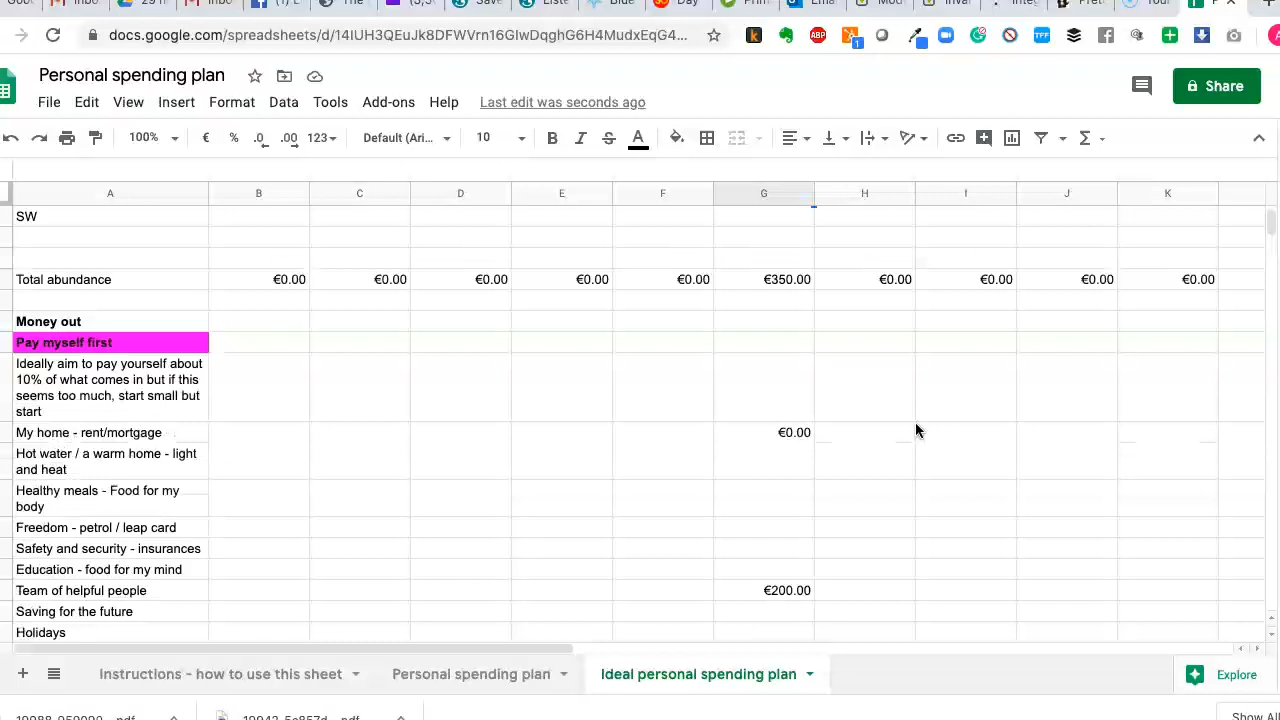 docs.google.com/spreadsheets/d/14IUH3QEuJk8DFWVrn16GIwDqghG6H4MudxEqG4...
Personal spending plan
Share
File Edit View Insert Format Data Tools Add-ons Help Last edit was seconds ago
100% € % .0 .00 123 Default (Ari... 10 B I S A Σ
A B C D E F G H I J K
SW
Total abundance €0.00 €0.00 €0.00 €0.00 €0.00 €350.00 €0.00 €0.00 €0.00 €0.00
Money out
Pay myself first
Ideally aim to pay yourself about
10% of what comes in but if this
seems too much, start small but
start
My home - rent/mortgage €0.00
Hot water / a warm home - light
and heat
Healthy meals - Food for my
body
Freedom - petrol / leap card
Safety and security - insurances
Education - food for my mind
Team of helpful people €200.00
Saving for the future
Holidays
Instructions - how to use this sheet Personal spending plan Ideal personal spending plan Explore
Show All